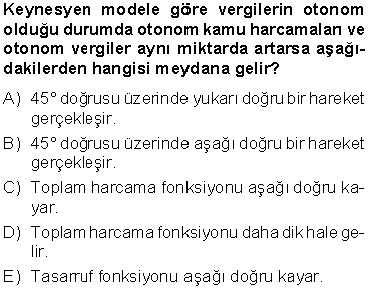 Keynesyen modele göre vergilerin otonom
olduğu durumda otonom kamu harcamaları ve
otonom vergiler aynı miktarda artarsa aşağı-
dakilerden hangisi meydana gelir?
A) 45° doğrusu üzerinde yukarı doğru bir hareket
gerçekleşir.
B) 45° doğrusu üzerinde aşağı doğru bir hareket
gerçekleşir.
C) Toplam harcama fonksiyonu aşağı doğru ka-
yar.
D) Toplam harcama fonksiyonu daha dik hale ge-
lir.
E) Tasarruf fonksiyonu aşağı doğru kayar.